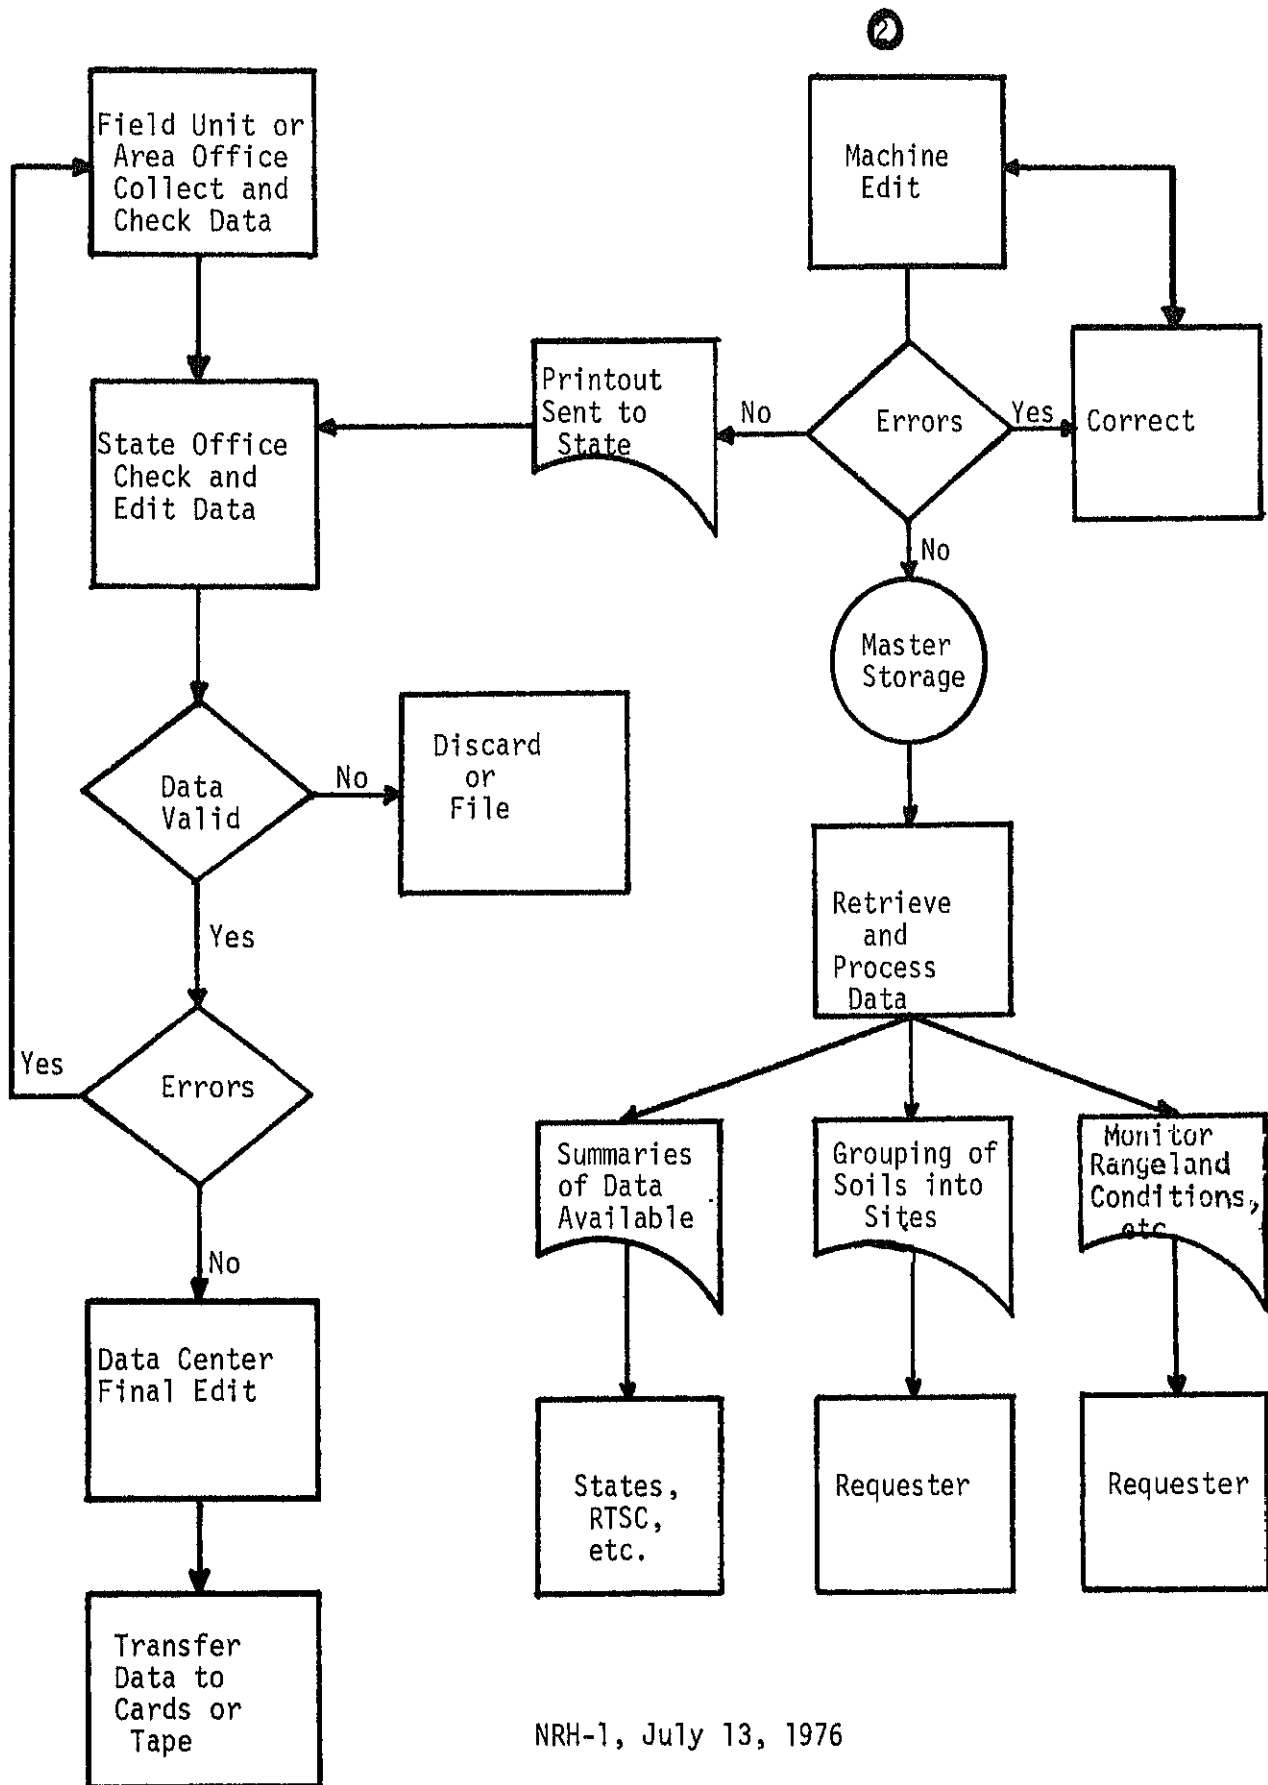 2
Field Unit or
Area Office
Collect and
Check Data
Machine
Edit
Printout
Sent to
State
No
Errors
Yes
Correct
State Office
Check and
Edit Data
No
Master
Storage
Data
Valid
No
Discard
or
File
Yes
Retrieve
and
Process
Data
Yes
Errors
No
Summaries
of Data
Available
Grouping of
Soils into
Sites
Monitor
Rangeland
Conditions,
etc.
Data Center
Final Edit
States,
RTSC,
etc.
Requester
Requester
Transfer
Data to
Cards or
Tape
NRH-1, July 13, 1976